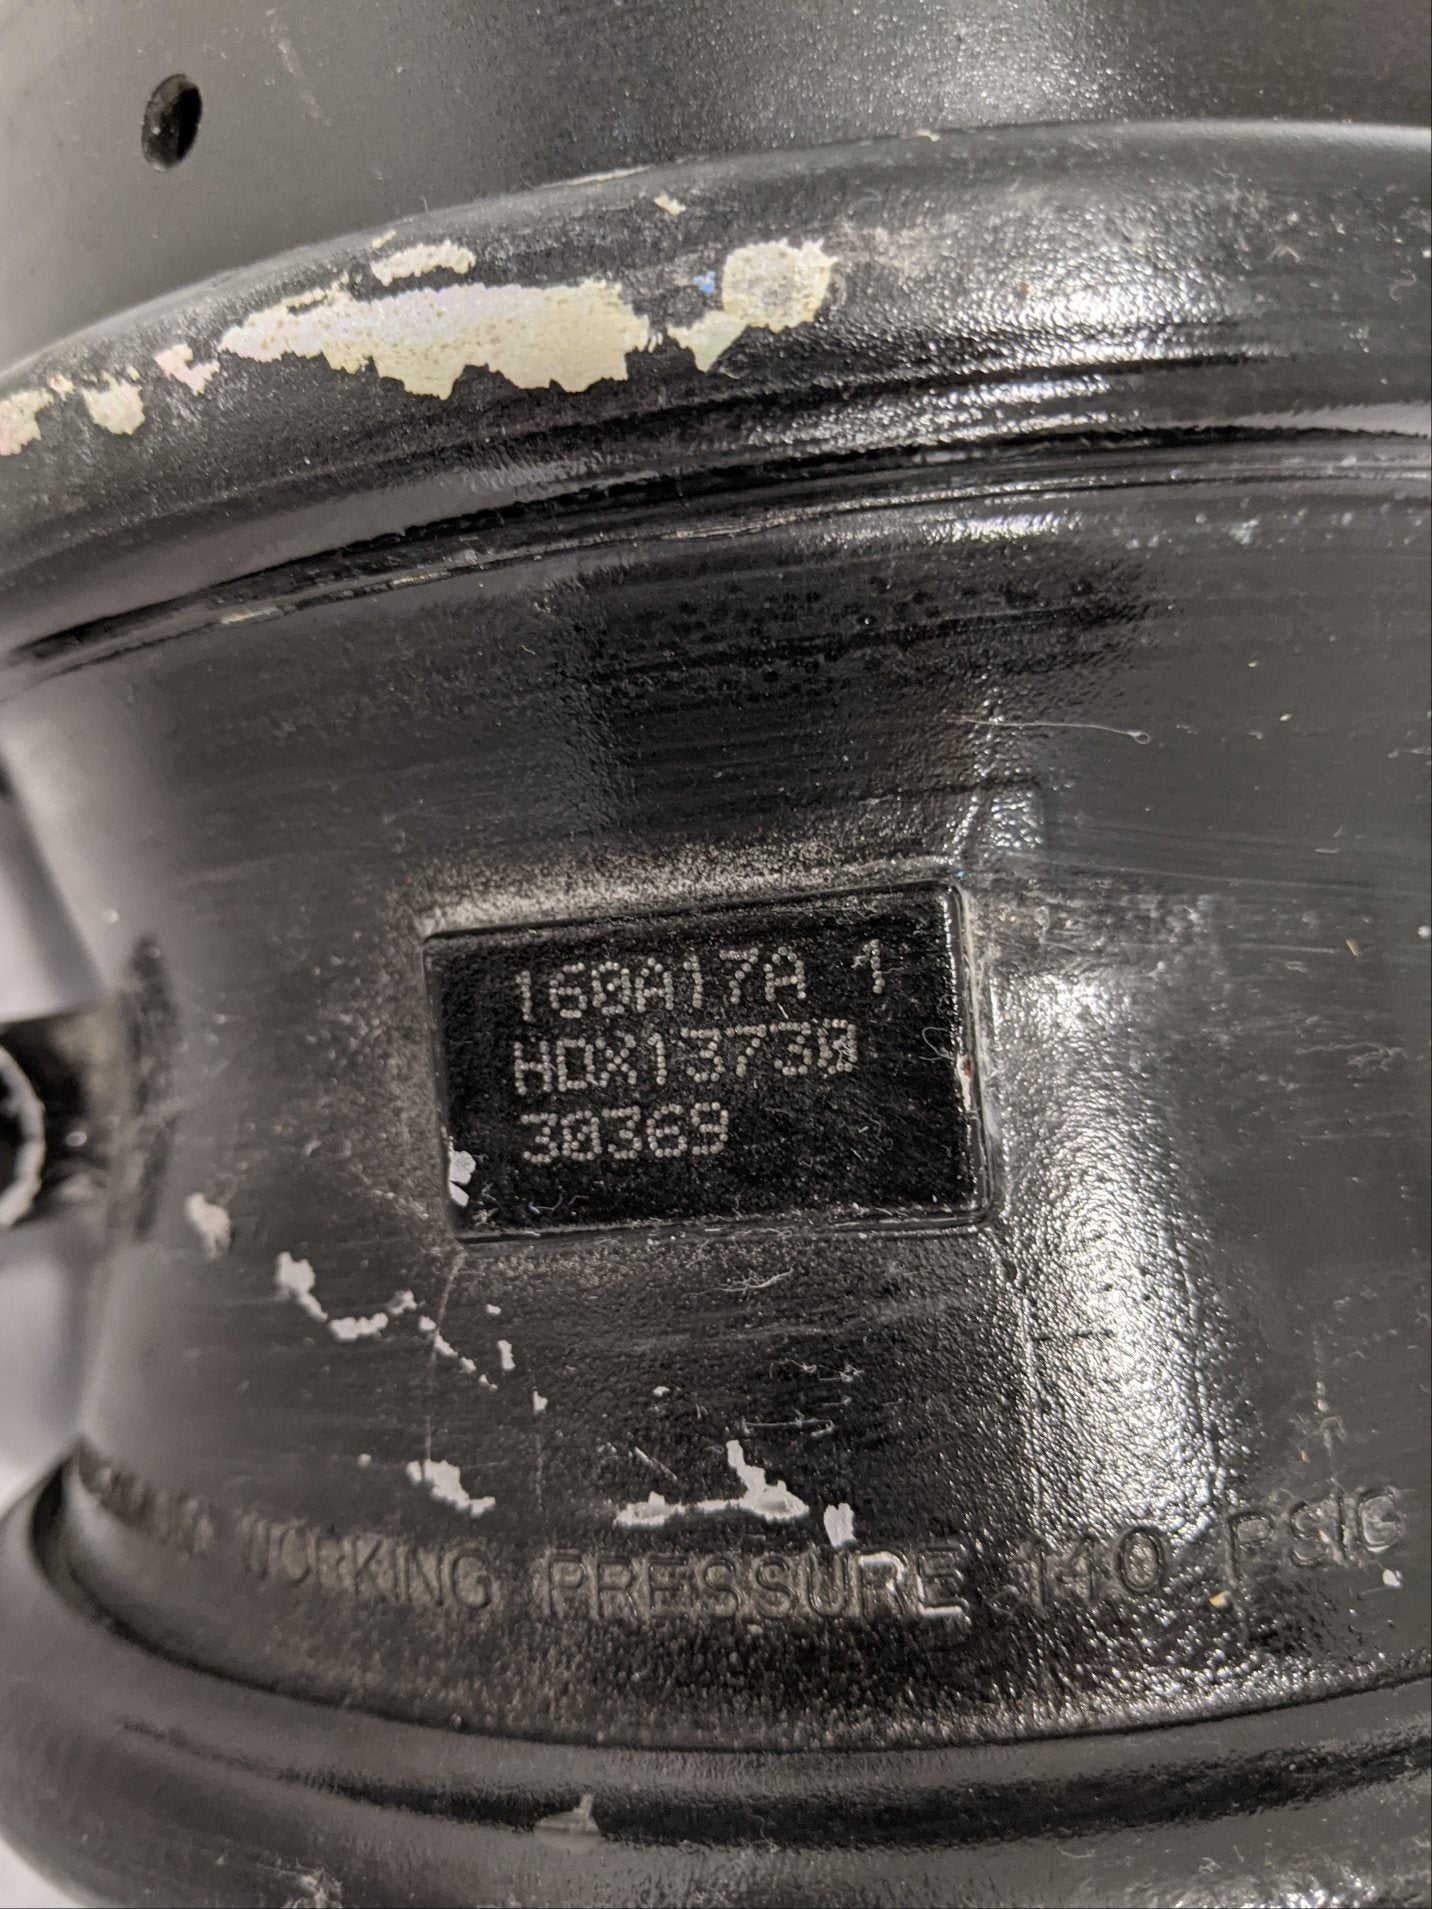 160A17A 1
HDX13730
30369
WORKING PRESSURE 140 PSIG